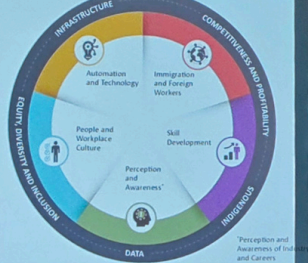 INFRASTRUCTURE
COMPETITIVENESS AND PROFITABILITY
Automation
and Technology
Immigration
and Foreign
Workers
EQUITY, DIVERSITY AND INCLUSION
People and
Workplace
Culture
Skill
Development
Perception
and
Awareness*
INDIGENOUS
DATA
*Perception and
Awareness of Industry
and Careers